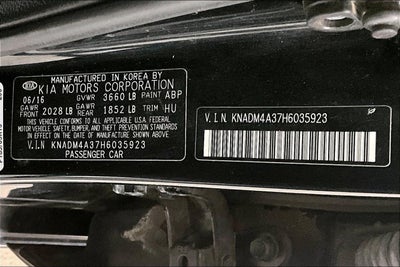 MANUFACTURED IN KOREA BY
KIA KIA MOTORS CORPORATION
06/16 GVWR 3660 LB PAINT ABP
GAWR FRONT 2028 LB GAWR REAR 1852 LB TRIM HU
THIS VEHICLE CONFORMS TO ALL APPLICABLE U.S.A. FEDERAL
MOTOR VEHICLE SAFETY, BUMPER, AND THEFT PREVENTION STANDARDS
IN EFFECT ON THE DATE OF MANUFACTURE SHOWN ABOVE.
V.I.N KNADM4A37H6035923
PASSENGER CAR
V.I.N KNADM4A37H6035923